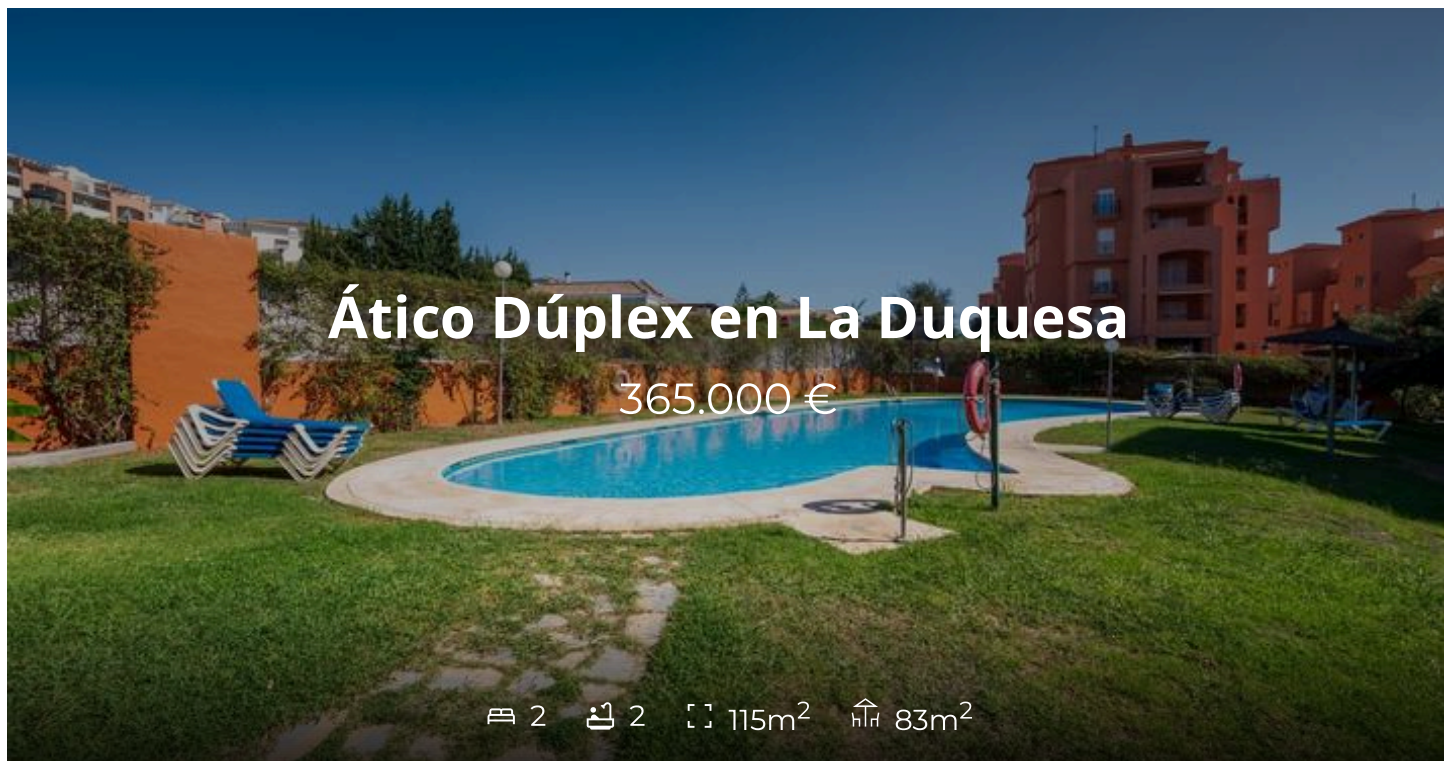 Ático Dúplex en La Duquesa
365.000 €
2 2 115m² 83m²